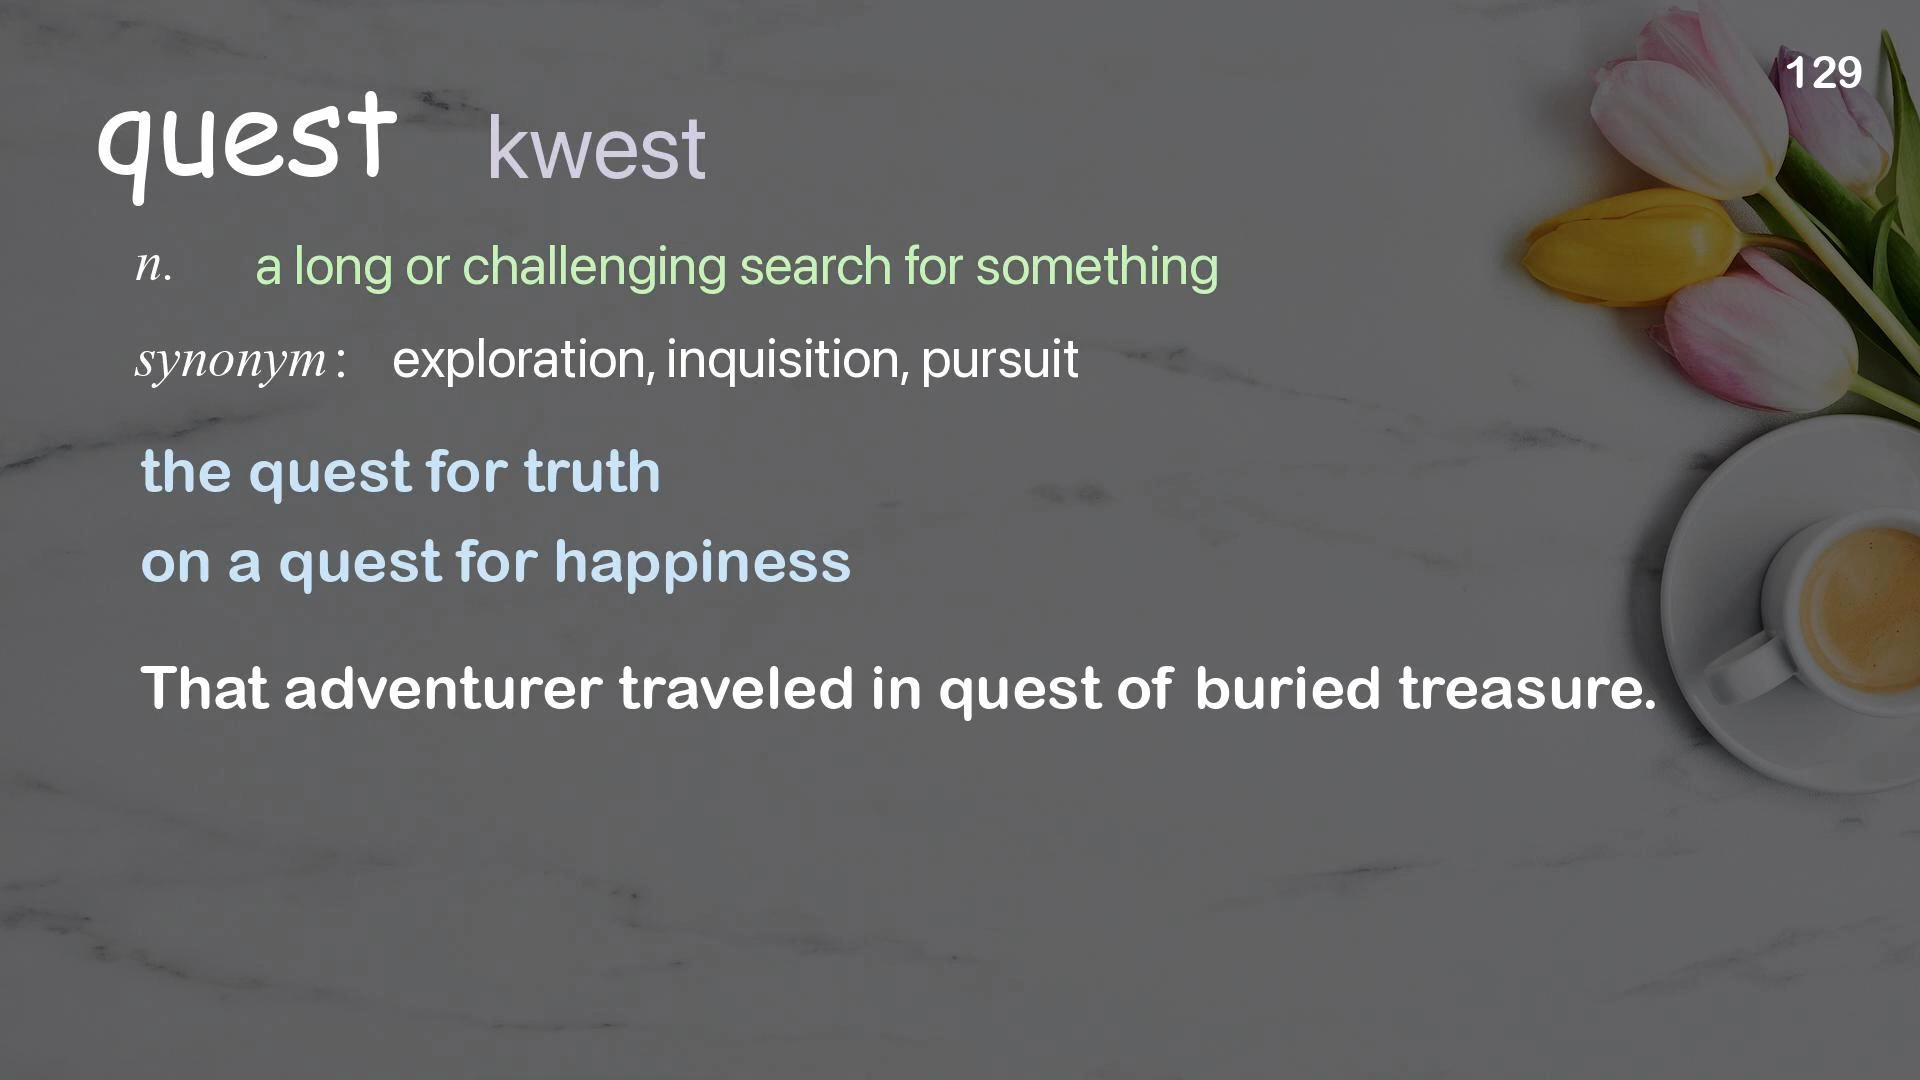 129
quest kwest
n. a long or challenging search for something
synonym: exploration, inquisition, pursuit
the quest for truth
on a quest for happiness
That adventurer traveled in quest of buried treasure.